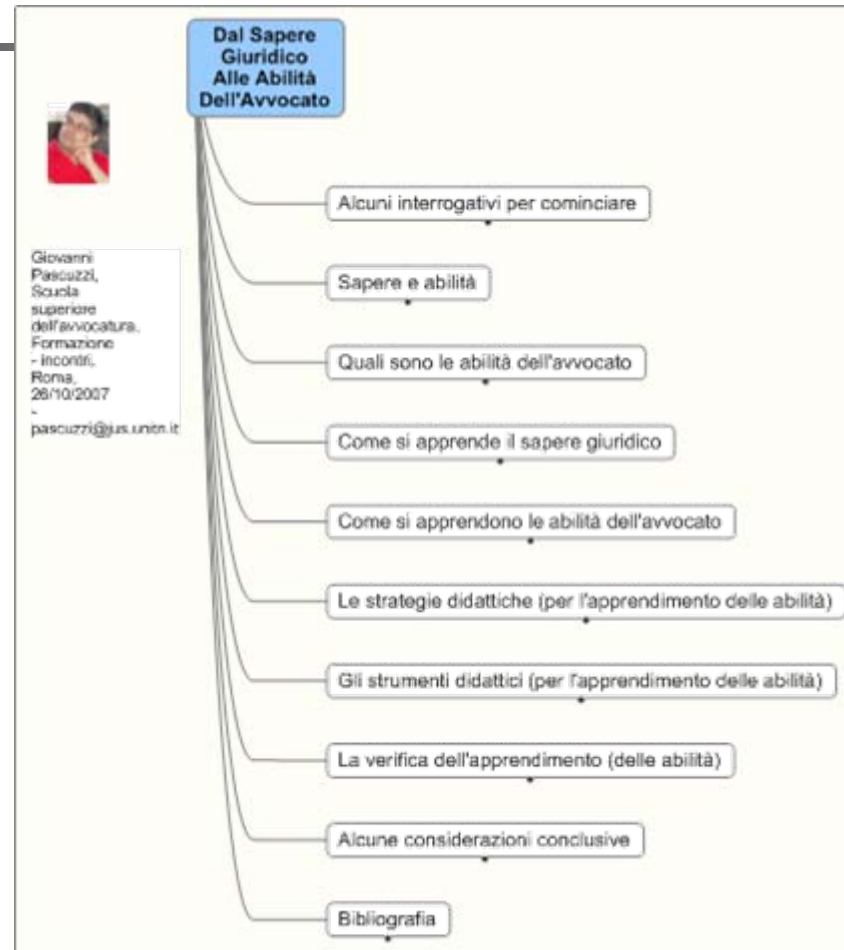 Dal Sapere
Giuridico
Alle Abilità
Dell'Avvocato
Giovanni
Pascuzzi,
Scuola
superiore
dell'avvocatura,
Formazione
- incontri,
Roma,
26/10/2007
-
pascuzzi@jus.unitn.it
Alcuni interrogativi per cominciare
Sapere e abilità
Quali sono le abilità dell'avvocato
Come si apprende il sapere giuridico
Come si apprendono le abilità dell'avvocato
Le strategie didattiche (per l'apprendimento delle abilità)
Gli strumenti didattici (per l'apprendimento delle abilità)
La verifica dell'apprendimento (delle abilità)
Alcune considerazioni conclusive
Bibliografia